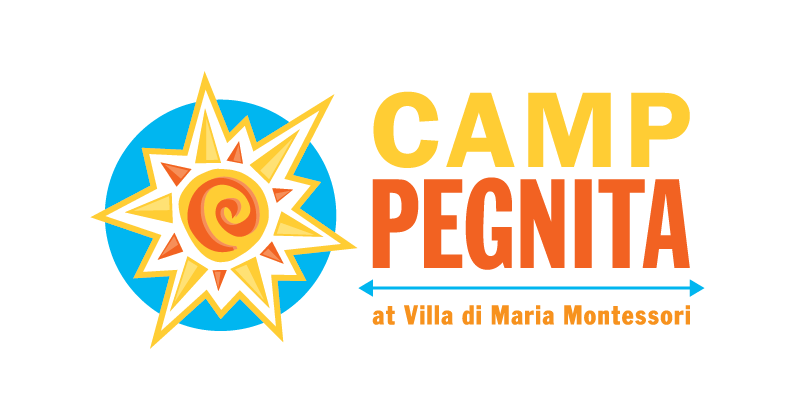 CAMP
PEGNITA
at Villa di Maria Montessori